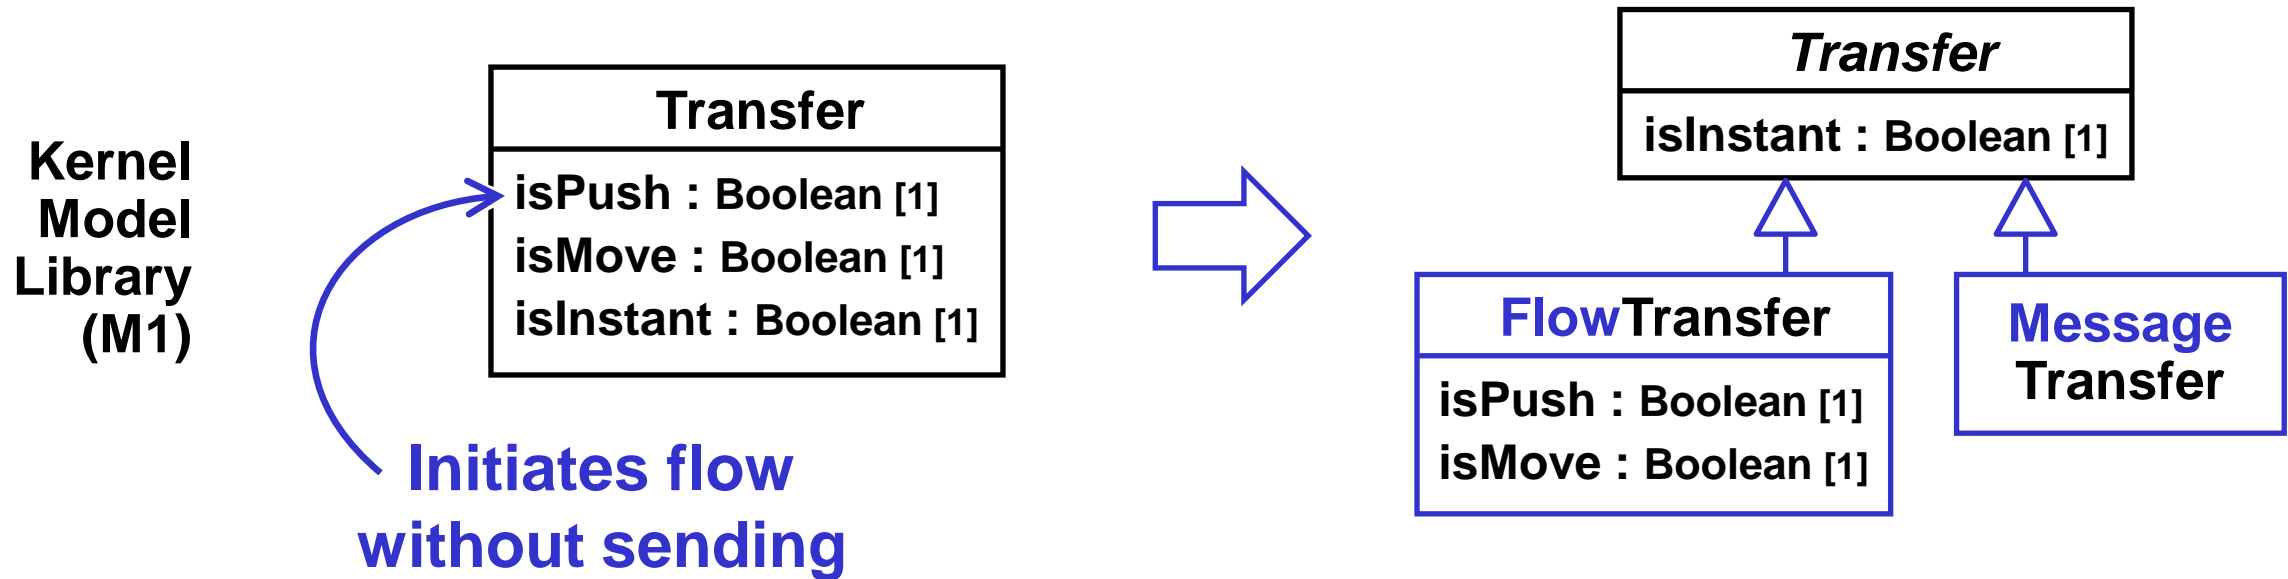 Kernel
Model
Library
(M1)
Transfer
isPush : Boolean [1]
isMove : Boolean [1]
isInstant : Boolean [1]
Initiates flow
without sending
Transfer
isInstant : Boolean [1]
FlowTransfer
isPush : Boolean [1]
isMove : Boolean [1]
Message
Transfer